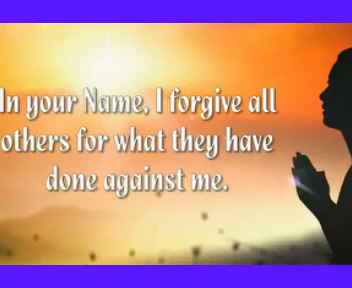 In your Name, I forgive all
others for what they have
done against me.